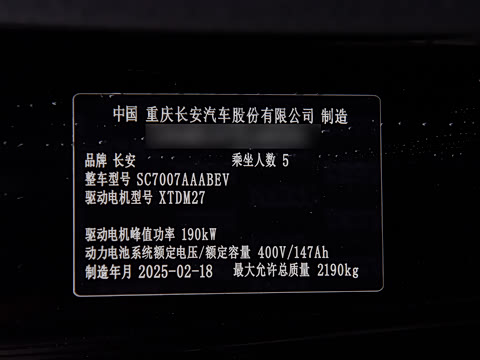 中国 重庆长安汽车股份有限公司 制造
品牌 长安 乘坐人数 5
整车型号 SC7007AAABEV
驱动电机型号 XTDM27
驱动电机峰值功率 190kW
动力电池系统额定电压/额定容量 400V/147Ah
制造年月 2025-02-18 最大允许总质量 2190kg